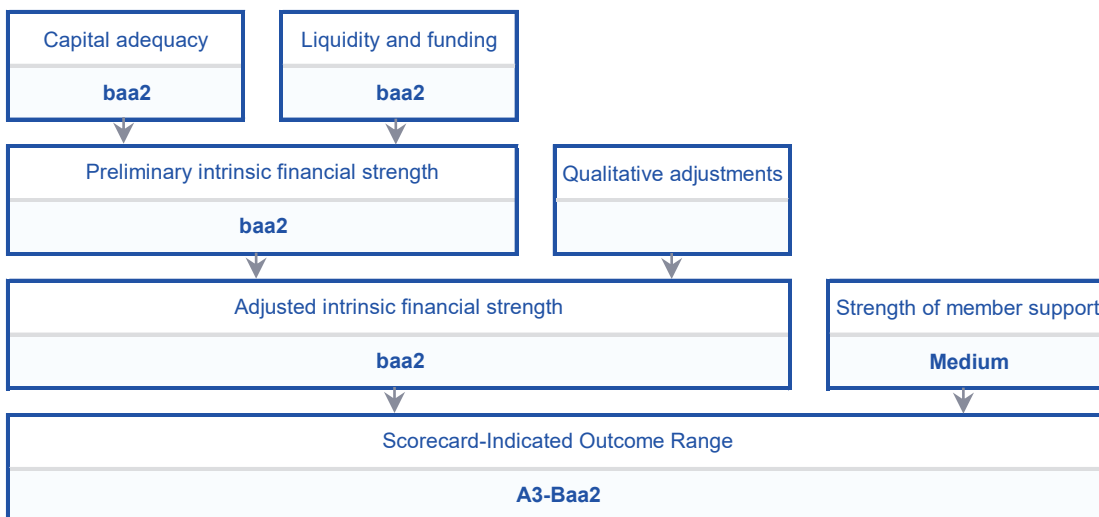 Capital adequacy
Liquidity and funding
baa2
baa2
Preliminary intrinsic financial strength
Qualitative adjustments
baa2
Adjusted intrinsic financial strength
Strength of member support
baa2
Medium
Scorecard-Indicated Outcome Range
A3-Baa2